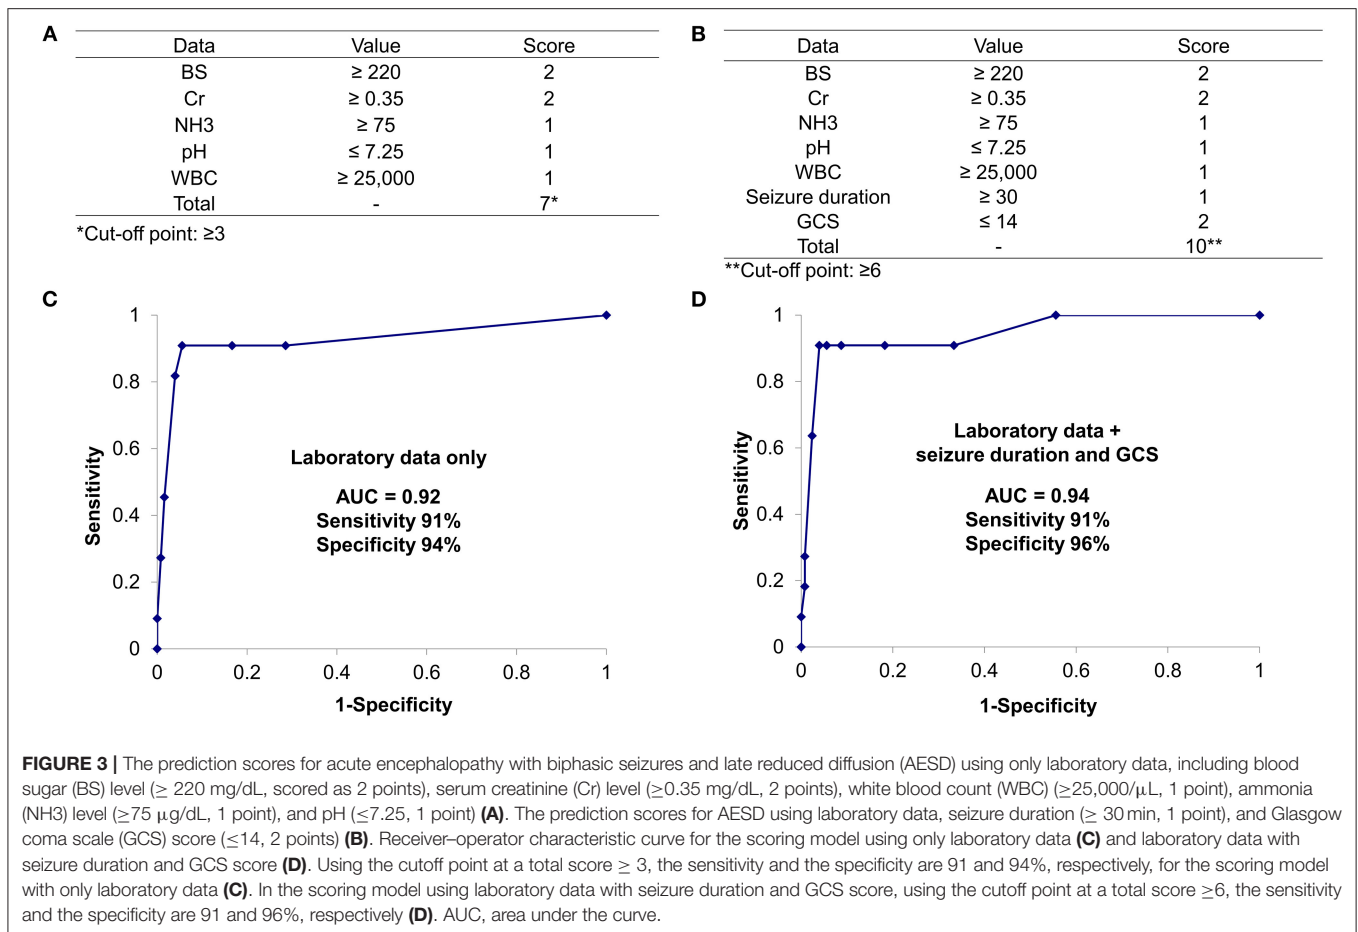 A
Data Value Score
BS ≥ 220 2
Cr ≥ 0.35 2
NH3 ≥ 75 1
pH ≤ 7.25 1
WBC ≥ 25,000 1
Total - 7*
*Cut-off point: ≥3
B
Data Value Score
BS ≥ 220 2
Cr ≥ 0.35 2
NH3 ≥ 75 1
pH ≤ 7.25 1
WBC ≥ 25,000 1
Seizure duration ≥ 30 1
GCS ≤ 14 2
Total - 10**
**Cut-off point: ≥6
C
1
0.8
0.6
0.4
0.2
0
Sensitivity
Laboratory data only
AUC = 0.92
Sensitivity 91%
Specificity 94%
0 0.2 0.4 0.6 0.8 1
1-Specificity
D
1
0.8
0.6
0.4
0.2
0
Sensitivity
Laboratory data +
seizure duration and GCS
AUC = 0.94
Sensitivity 91%
Specificity 96%
0 0.2 0.4 0.6 0.8 1
1-Specificity
FIGURE 3 | The prediction scores for acute encephalopathy with biphasic seizures and late reduced diffusion (AESD) using only laboratory data, including blood
sugar (BS) level (≥ 220 mg/dL, scored as 2 points), serum creatinine (Cr) level (≥0.35 mg/dL, 2 points), white blood count (WBC) (≥25,000/μL, 1 point), ammonia
(NH3) level (≥75 μg/dL, 1 point), and pH (≤7.25, 1 point) (A). The prediction scores for AESD using laboratory data, seizure duration (≥ 30 min, 1 point), and Glasgow
coma scale (GCS) score (≤14, 2 points) (B). Receiver–operator characteristic curve for the scoring model using only laboratory data (C) and laboratory data with
seizure duration and GCS score (D). Using the cutoff point at a total score ≥ 3, the sensitivity and the specificity are 91 and 94%, respectively, for the scoring model
with only laboratory data (C). In the scoring model using laboratory data with seizure duration and GCS score, using the cutoff point at a total score ≥6, the sensitivity
and the specificity are 91 and 96%, respectively (D). AUC, area under the curve.